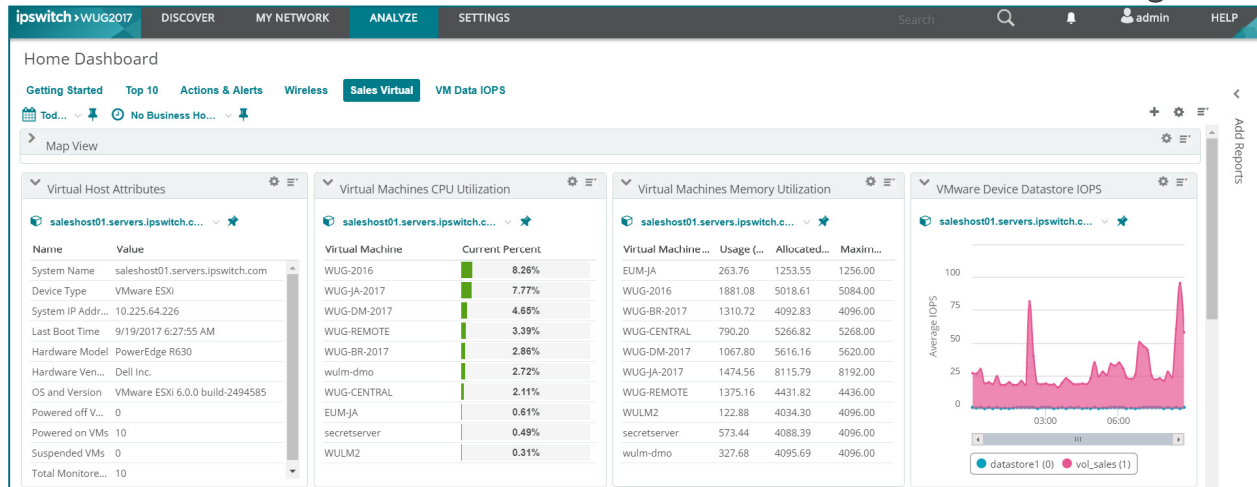 ipswitch > WUG2017 DISCOVER MY NETWORK ANALYZE SETTINGS Search admin HELP
Home Dashboard
Getting Started Top 10 Actions & Alerts Wireless Sales Virtual VM Data IOPS
Tod... No Business Ho...
Add Reports
Map View
Virtual Host Attributes
saleshost01.servers.ipswitch.c...
Name Value
System Name saleshost01.servers.ipswitch.com
Device Type VMware ESXi
System IP Addr... 10.225.64.226
Last Boot Time 9/19/2017 6:27:55 AM
Hardware Model PowerEdge R630
Hardware Ven... Dell Inc.
OS and Version VMware ESXi 6.0.0 build-2494585
Powered off V... 0
Powered on VMs 10
Suspended VMs 0
Total Monitore... 10
Virtual Machines CPU Utilization
saleshost01.servers.ipswitch.c...
Virtual Machine Current Percent
WUG-2016 8.26%
WUG-JA-2017 7.77%
WUG-DM-2017 4.65%
WUG-REMOTE 3.39%
WUG-BR-2017 2.86%
wulm-dmo 2.72%
WUG-CENTRAL 2.11%
EUM-JA 0.61%
secretserver 0.49%
WULM2 0.31%
Virtual Machines Memory Utilization
saleshost01.servers.ipswitch.c...
Virtual Machine... Usage (... Allocated... Maxim...
EUM-JA 263.76 1253.55 1256.00
WUG-2016 1881.08 5018.61 5084.00
WUG-BR-2017 1310.72 4092.83 4096.00
WUG-CENTRAL 790.20 5266.82 5268.00
WUG-DM-2017 1067.80 5616.16 5620.00
WUG-JA-2017 1474.56 8115.79 8192.00
WUG-REMOTE 1375.16 4431.82 4436.00
WULM2 122.88 4034.30 4096.00
secretserver 573.44 4088.39 4096.00
wulm-dmo 327.68 4095.69 4096.00
VMware Device Datastore IOPS
saleshost01.servers.ipswitch.c...
Average IOPS
100
75
50
25
0
03:00 06:00
datastore1 (0) vol_sales (1)